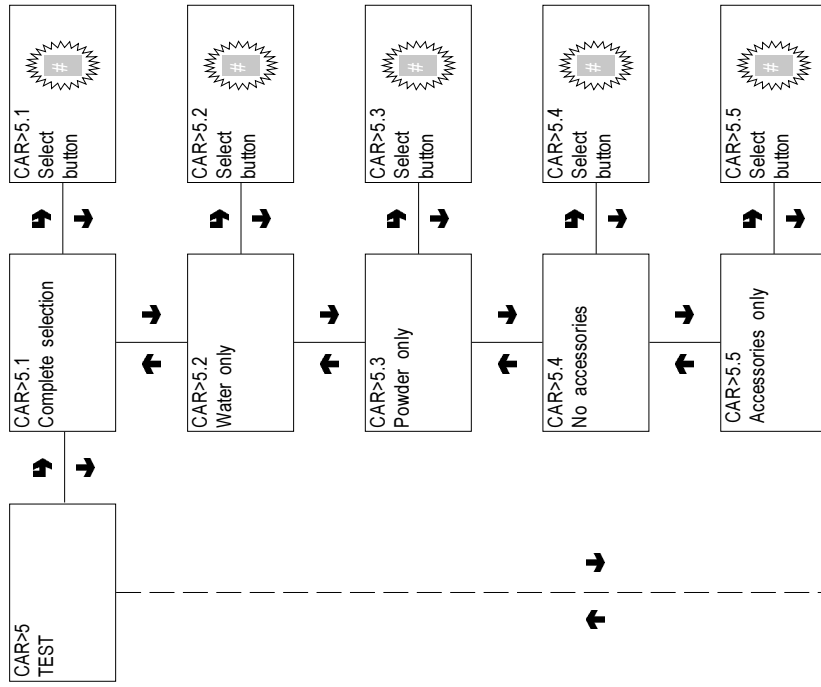 CAR>5
TEST
CAR>5.1
Complete selection
CAR>5.1
Select
button
#
CAR>5.2
Water only
CAR>5.2
Select
button
#
CAR>5.3
Powder only
CAR>5.3
Select
button
#
CAR>5.4
No accessories
CAR>5.4
Select
button
#
CAR>5.5
Accessories only
CAR>5.5
Select
button
#